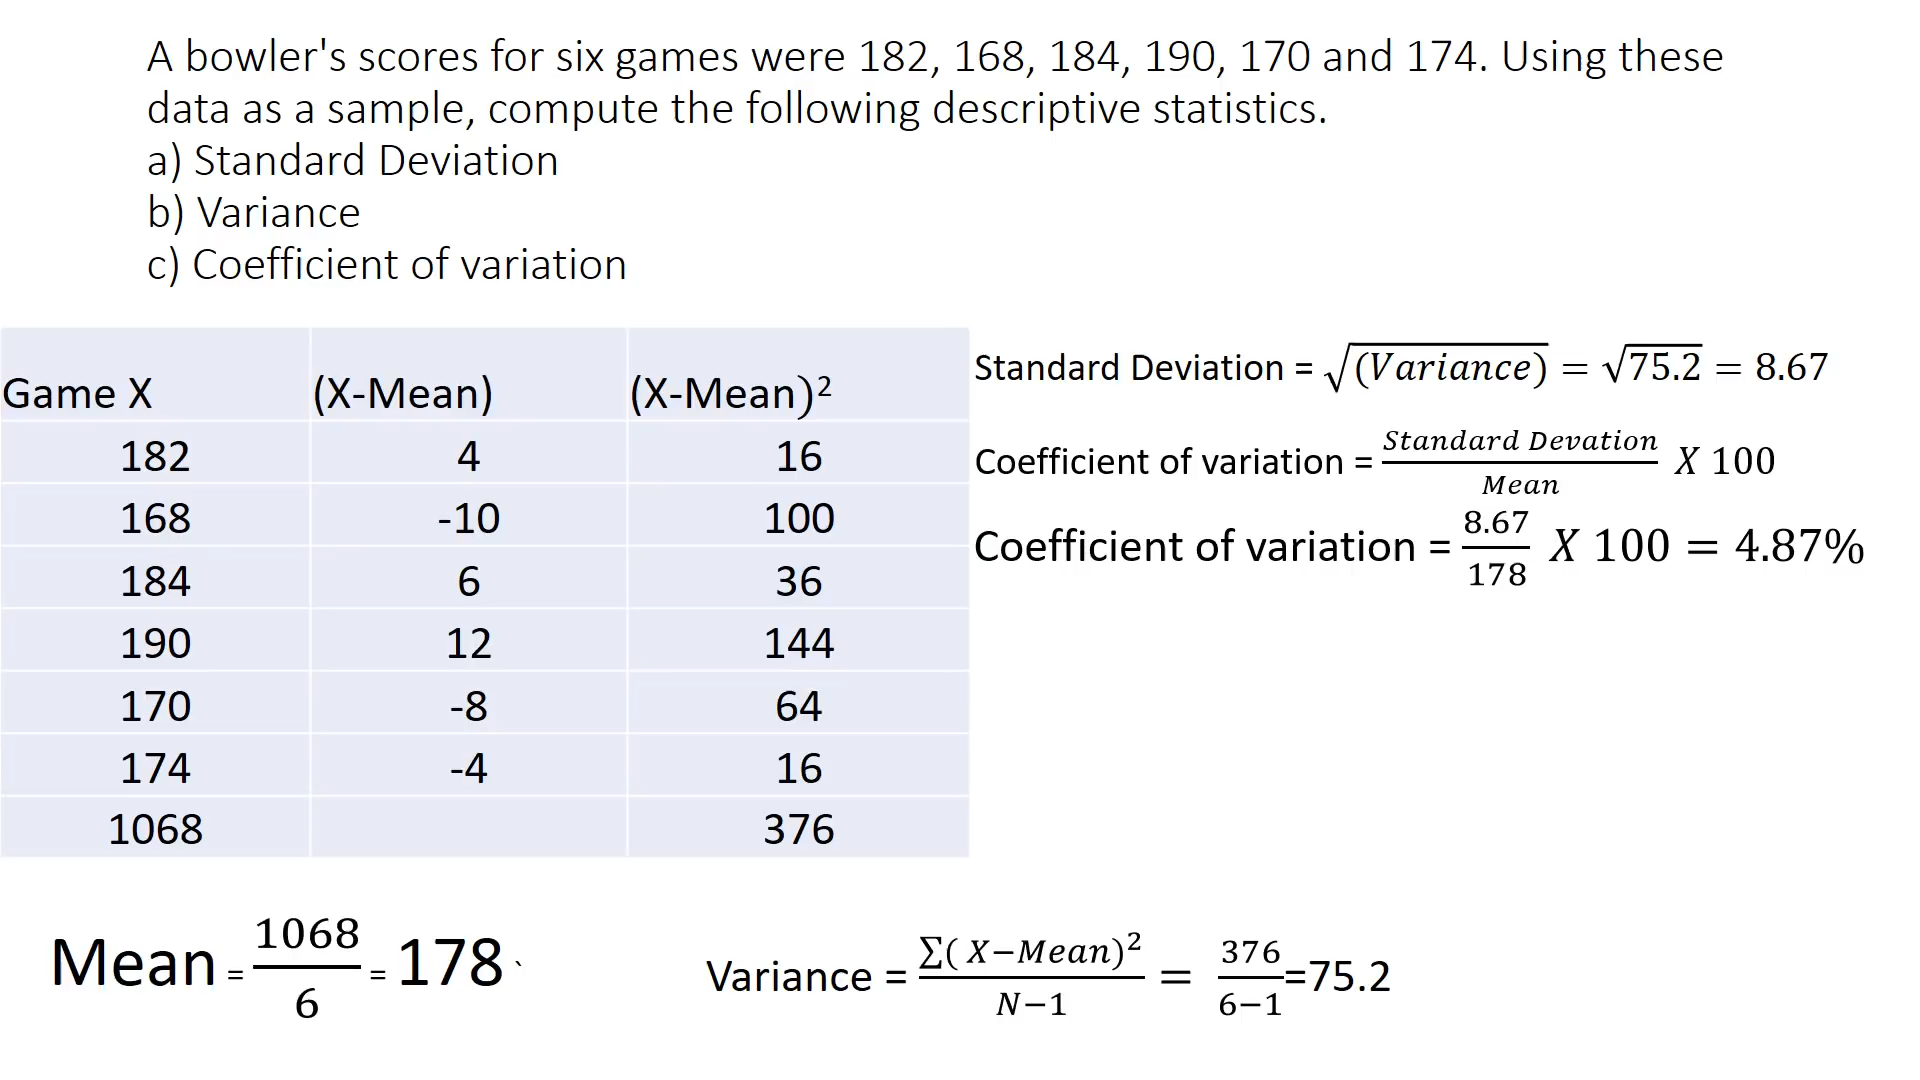 A bowler's scores for six games were 182, 168, 184, 190, 170 and 174. Using these
data as a sample, compute the following descriptive statistics.
a) Standard Deviation
b) Variance
c) Coefficient of variation
Game X (X-Mean) (X-Mean)²
182 4 16
168 -10 100
184 6 36
190 12 144
170 -8 64
174 -4 16
1068 376
Standard Deviation = √(Variance) = √75.2 = 8.67
Coefficient of variation = Standard Devation / Mean X 100
Coefficient of variation = 8.67 / 178 X 100 = 4.87%
Mean = 1068 / 6 = 178 `
Variance = ∑( X−Mean)² / N−1 = 376 / 6−1 =75.2